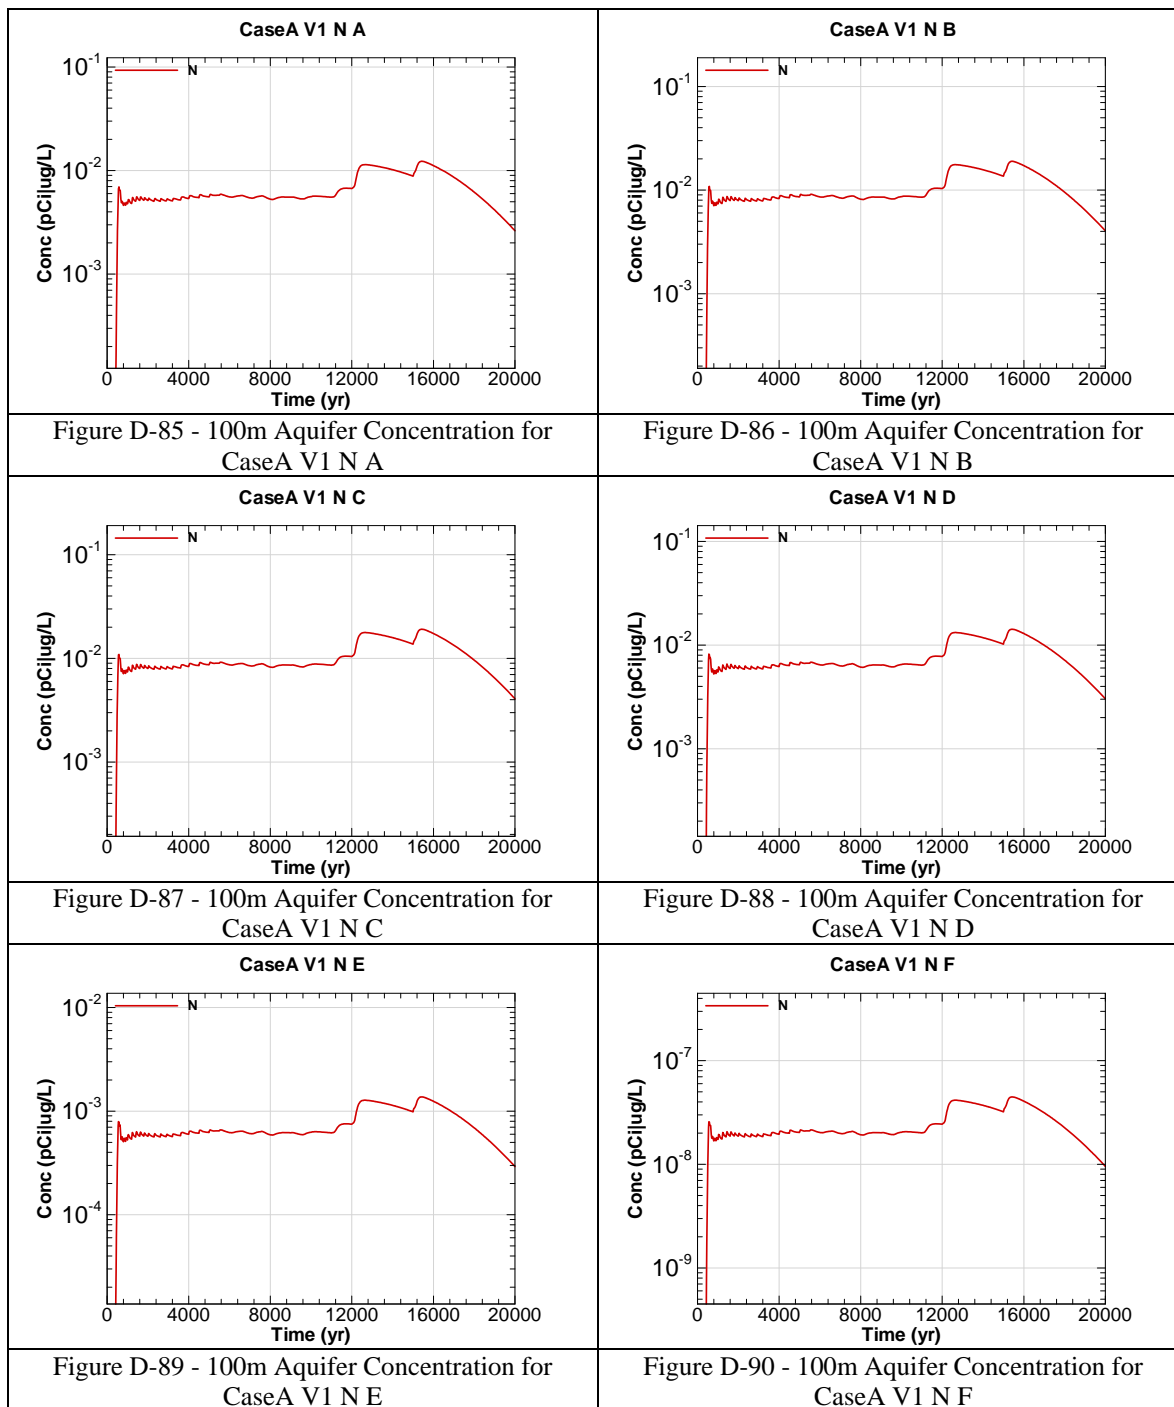 CaseA V1 N A
N
10-1
10-2
10-3
Conc (pCi|ug/L)
0 4000 8000 12000 16000 20000
Time (yr)
Figure D-85 - 100m Aquifer Concentration for
CaseA V1 N A
CaseA V1 N B
N
10-1
10-2
10-3
Conc (pCi|ug/L)
0 4000 8000 12000 16000 20000
Time (yr)
Figure D-86 - 100m Aquifer Concentration for
CaseA V1 N B
CaseA V1 N C
N
10-1
10-2
10-3
Conc (pCi|ug/L)
0 4000 8000 12000 16000 20000
Time (yr)
Figure D-87 - 100m Aquifer Concentration for
CaseA V1 N C
CaseA V1 N D
N
10-1
10-2
10-3
Conc (pCi|ug/L)
0 4000 8000 12000 16000 20000
Time (yr)
Figure D-88 - 100m Aquifer Concentration for
CaseA V1 N D
CaseA V1 N E
N
10-2
10-3
10-4
Conc (pCi|ug/L)
0 4000 8000 12000 16000 20000
Time (yr)
Figure D-89 - 100m Aquifer Concentration for
CaseA V1 N E
CaseA V1 N F
N
10-7
10-8
10-9
Conc (pCi|ug/L)
0 4000 8000 12000 16000 20000
Time (yr)
Figure D-90 - 100m Aquifer Concentration for
CaseA V1 N F